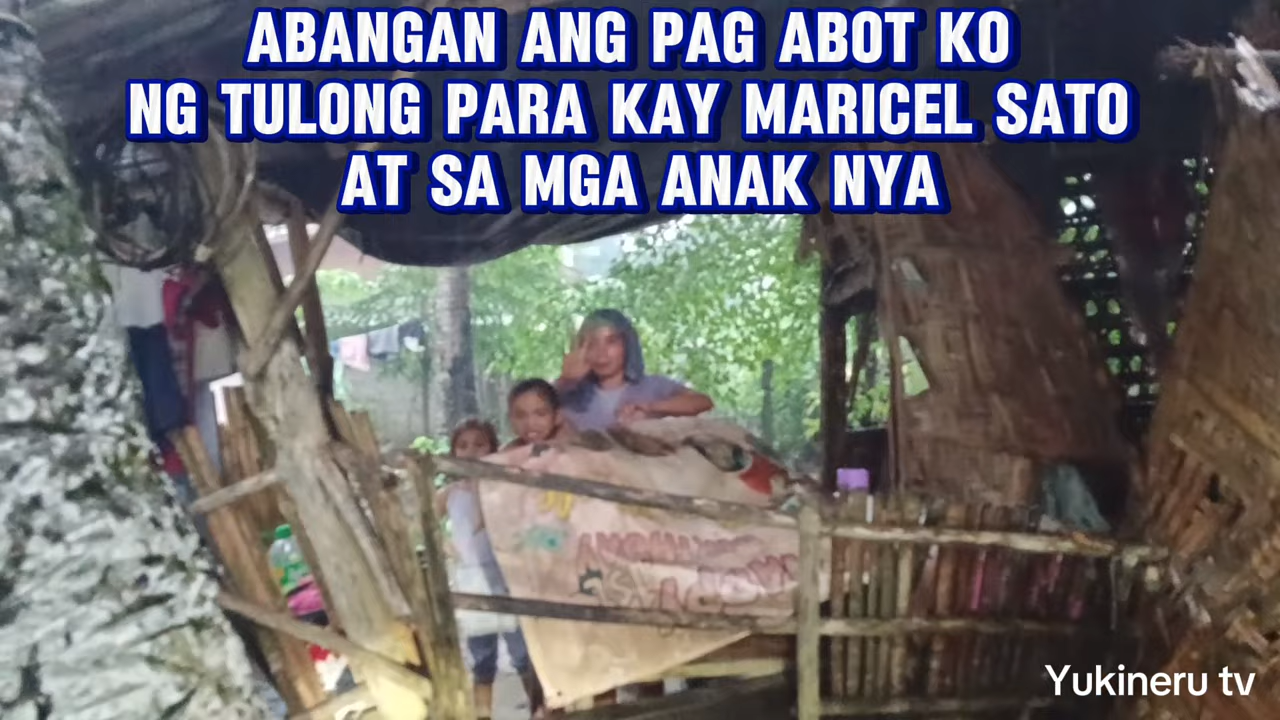 ABANGAN ANG PAG ABOT KO
NG TULONG PARA KAY MARICEL SATO
AT SA MGA ANAK NYA
Yukineru tv